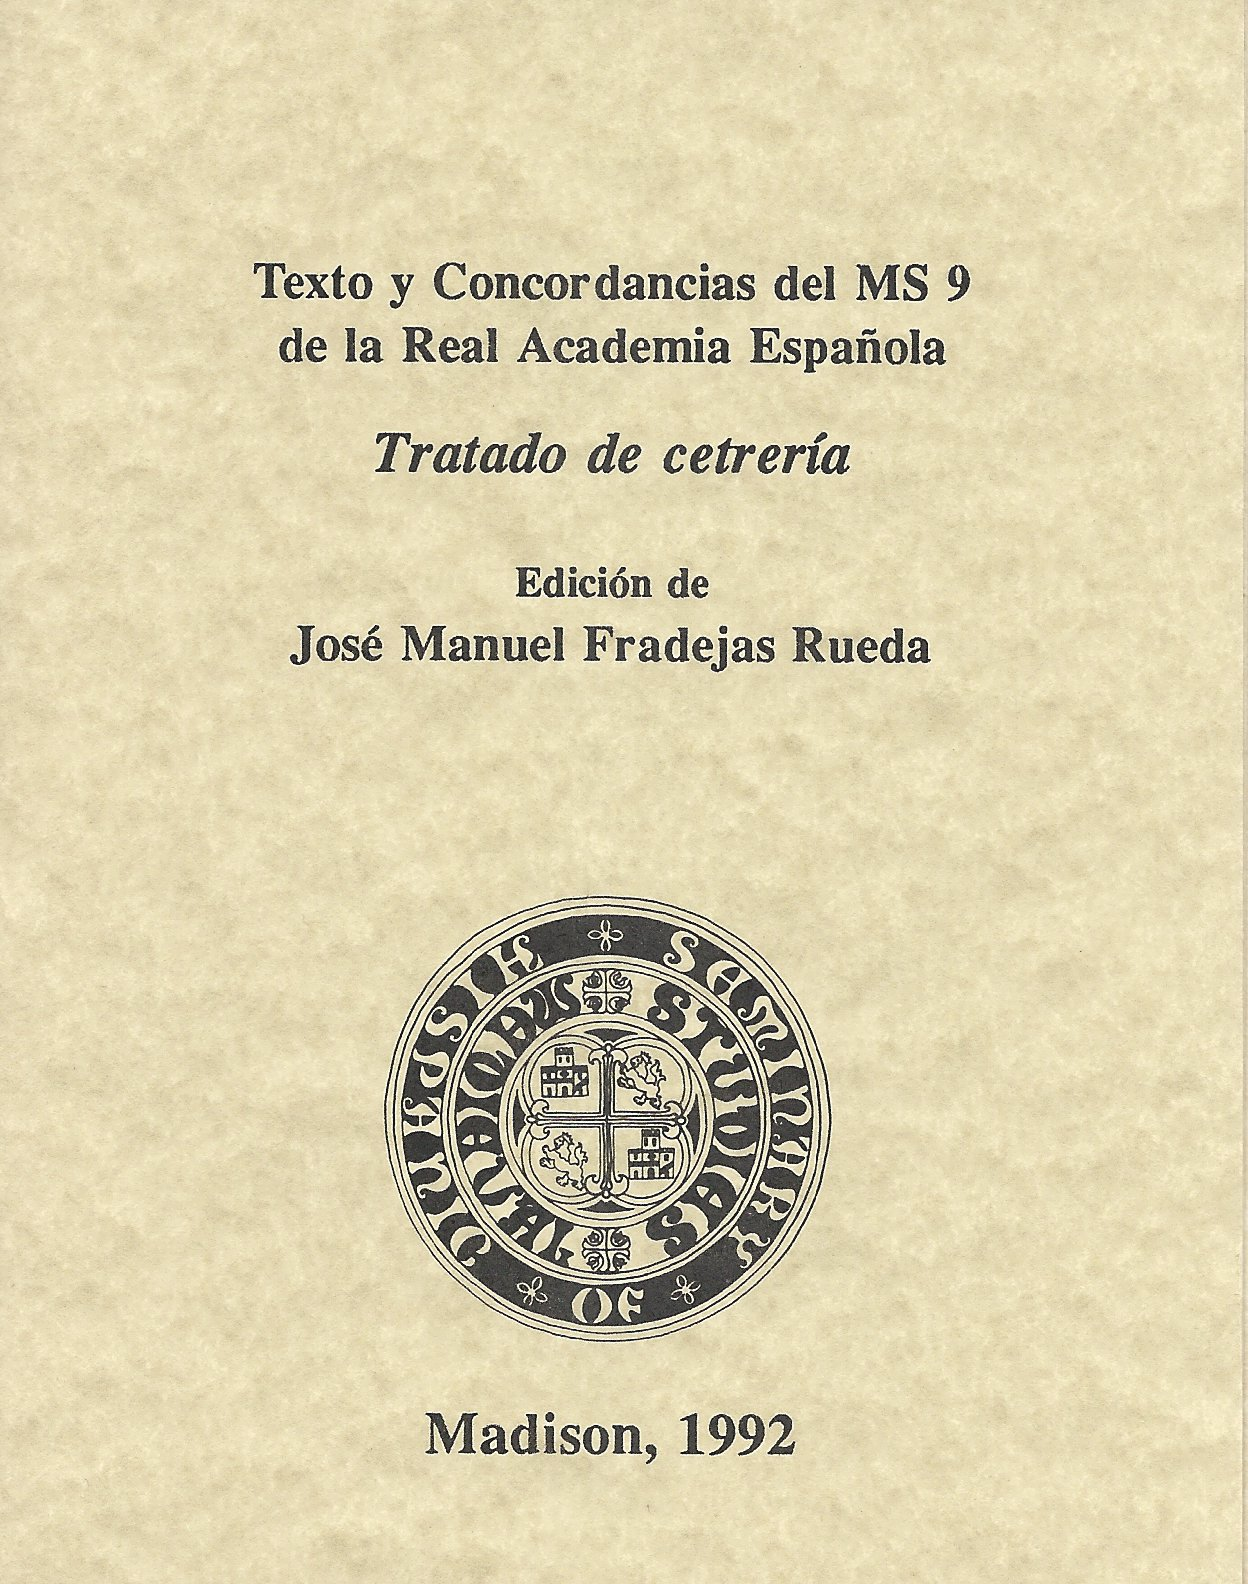 Texto y Concordancias del MS 9
de la Real Academia Española
Tratado de cetrería
Edición de
José Manuel Fradejas Rueda
SEMINARY
OF
HISPANIC
MEDIEVAL
STUDIES
Madison, 1992